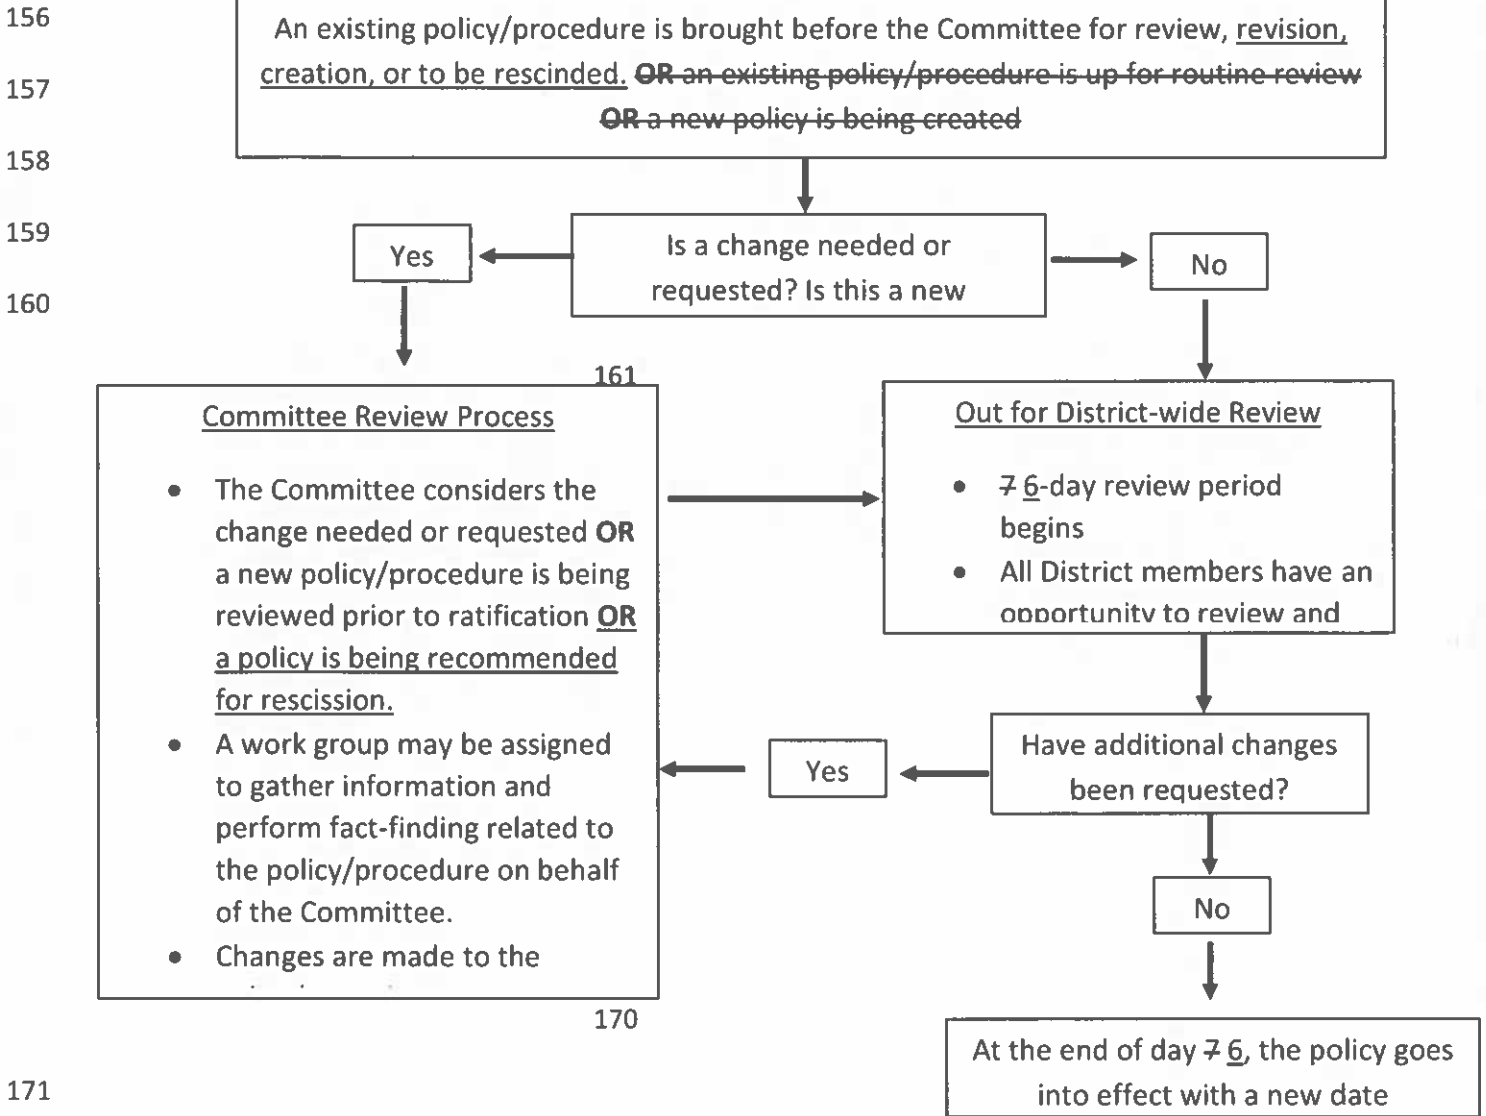 156
An existing policy/procedure is brought before the Committee for review, revision,
157
creation, or to be rescinded. OR an existing policy/procedure is up for routine review
OR a new policy is being created
158
159
Yes
Is a change needed or
requested? Is this a new
No
160
161
Committee Review Process
• The Committee considers the
change needed or requested OR
a new policy/procedure is being
reviewed prior to ratification OR
a policy is being recommended
for rescission.
• A work group may be assigned
to gather information and
perform fact-finding related to
the policy/procedure on behalf
of the Committee.
• Changes are made to the
Out for District-wide Review
• 7 6-day review period
begins
• All District members have an
opportunity to review and
Have additional changes
been requested?
Yes
No
170
At the end of day 7 6, the policy goes
into effect with a new date
171